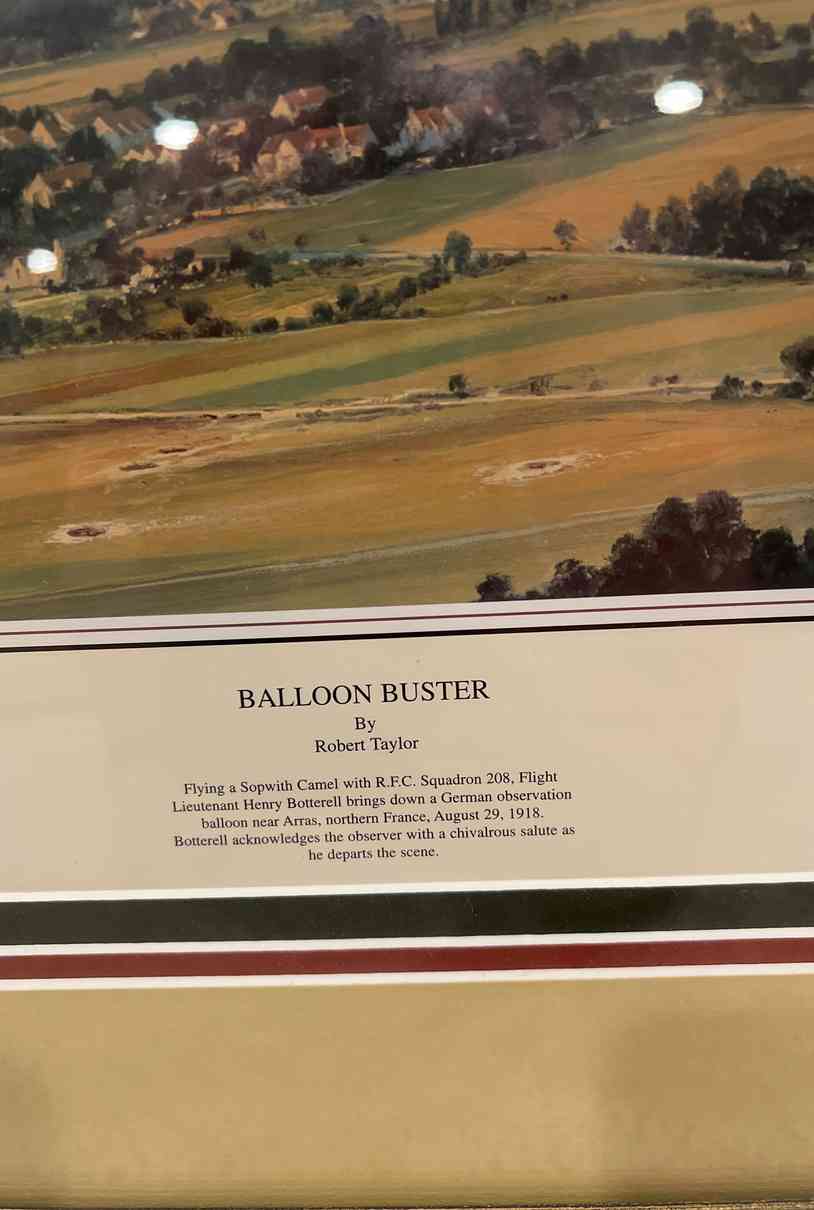 BALLOON BUSTER
By
Robert Taylor
Flying a Sopwith Camel with R.F.C. Squadron 208, Flight
Lieutenant Henry Botterell brings down a German observation
balloon near Arras, northern France, August 29, 1918.
Botterell acknowledges the observer with a chivalrous salute as
he departs the scene.